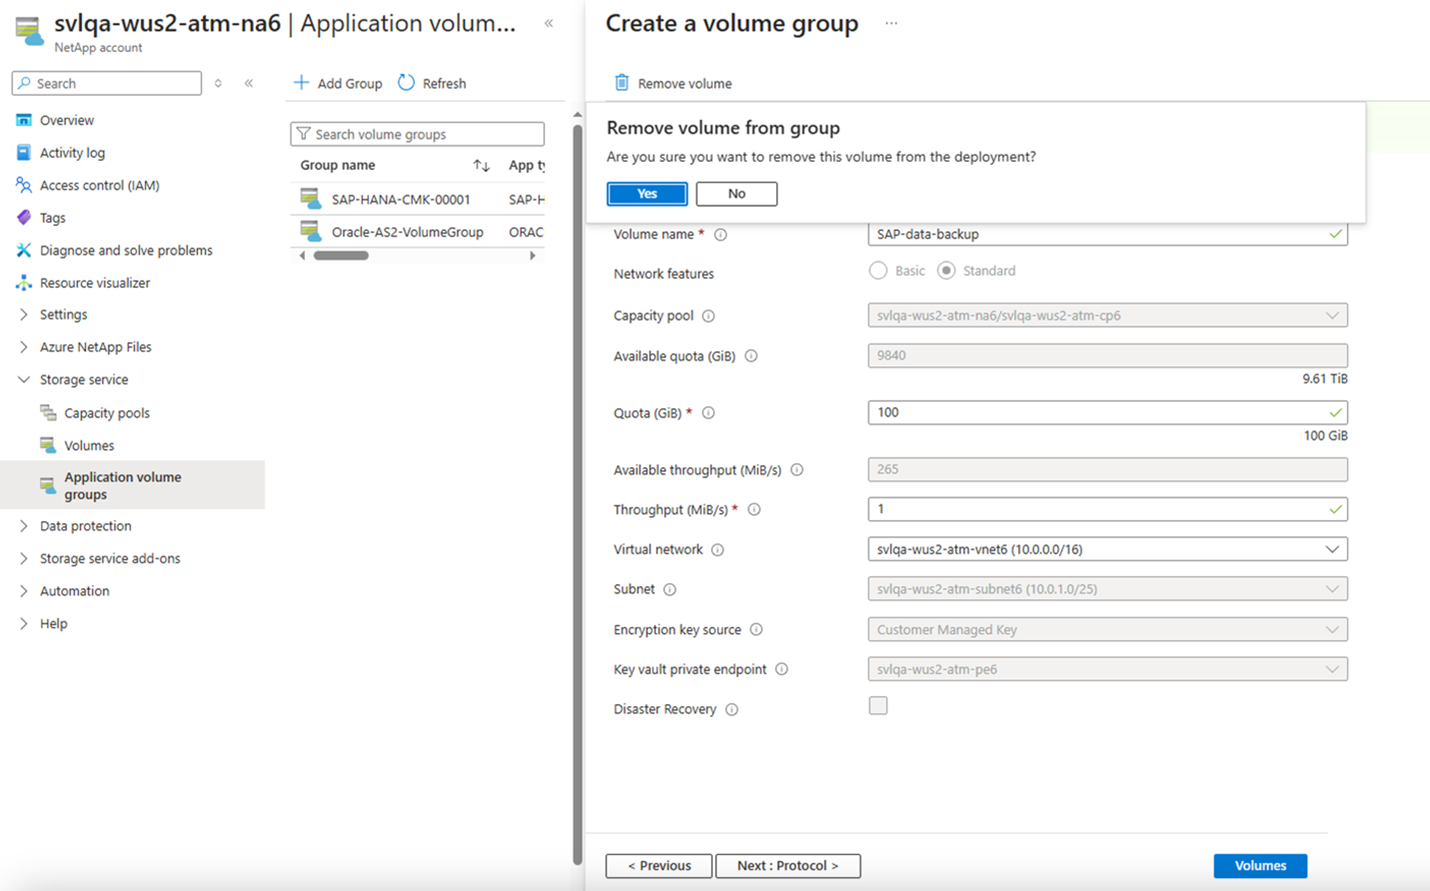 svlqa-wus2-atm-na6 | Application volum...
NetApp account
Search
Overview
Activity log
Access control (IAM)
Tags
Diagnose and solve problems
Resource visualizer
Settings
Azure NetApp Files
Storage service
Capacity pools
Volumes
Application volume
groups
Data protection
Storage service add-ons
Automation
Help
Add Group
Refresh
Search volume groups
Group name
App ty
SAP-HANA-CMK-00001
SAP-H
Oracle-AS2-VolumeGroup
ORAC
Create a volume group
...
Remove volume
Remove volume from group
Are you sure you want to remove this volume from the deployment?
Yes
No
Volume name *
SAP-data-backup
Network features
Basic
Standard
Capacity pool
svlqa-wus2-atm-na6/svlqa-wus2-atm-cp6
Available quota (GiB)
9840
9.61 TiB
Quota (GiB) *
100
100 GiB
Available throughput (MiB/s)
265
Throughput (MiB/s) *
1
Virtual network
svlqa-wus2-atm-vnet6 (10.0.0.0/16)
Subnet
svlqa-wus2-atm-subnet6 (10.0.1.0/25)
Encryption key source
Customer Managed Key
Key vault private endpoint
svlqa-wus2-atm-pe6
Disaster Recovery
< Previous
Next : Protocol >
Volumes